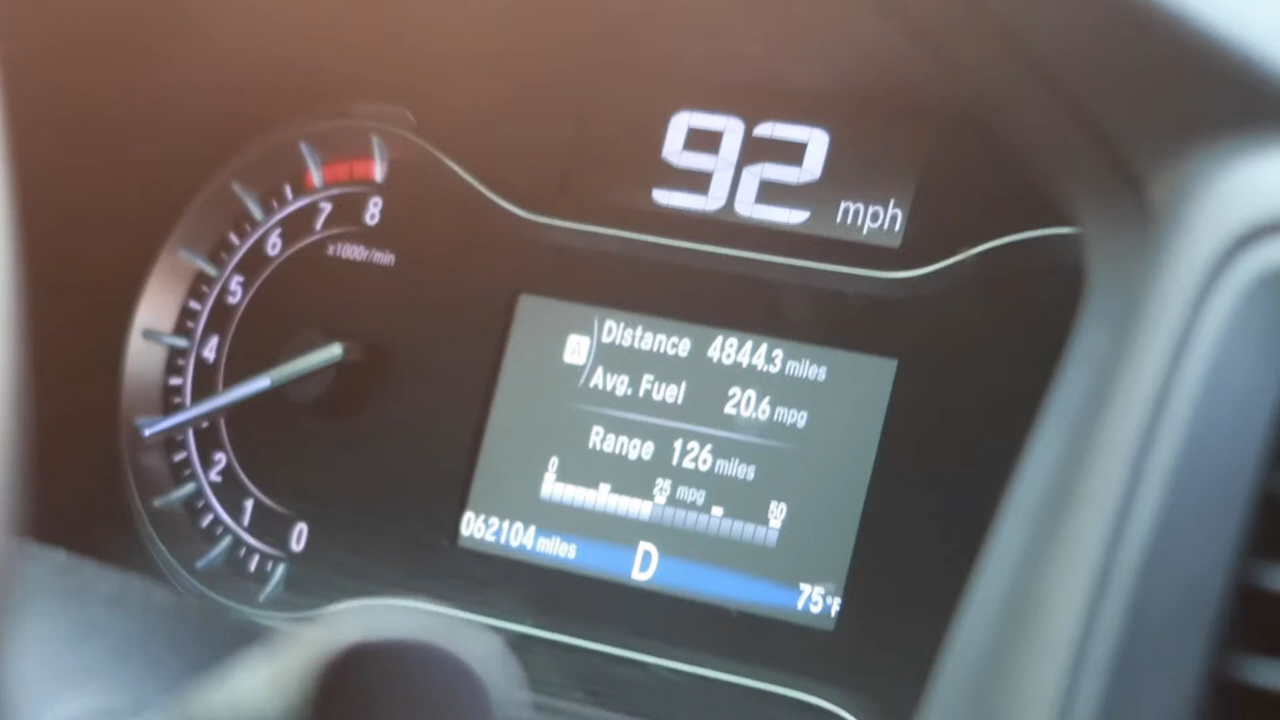 92 mph
8
7
6
5
4
2
1
0
x1000r/min
A
Distance 4844.3 miles
Avg. Fuel 20.6 mpg
Range 126 miles
0 25 mpg 50
062104 miles D 75°F